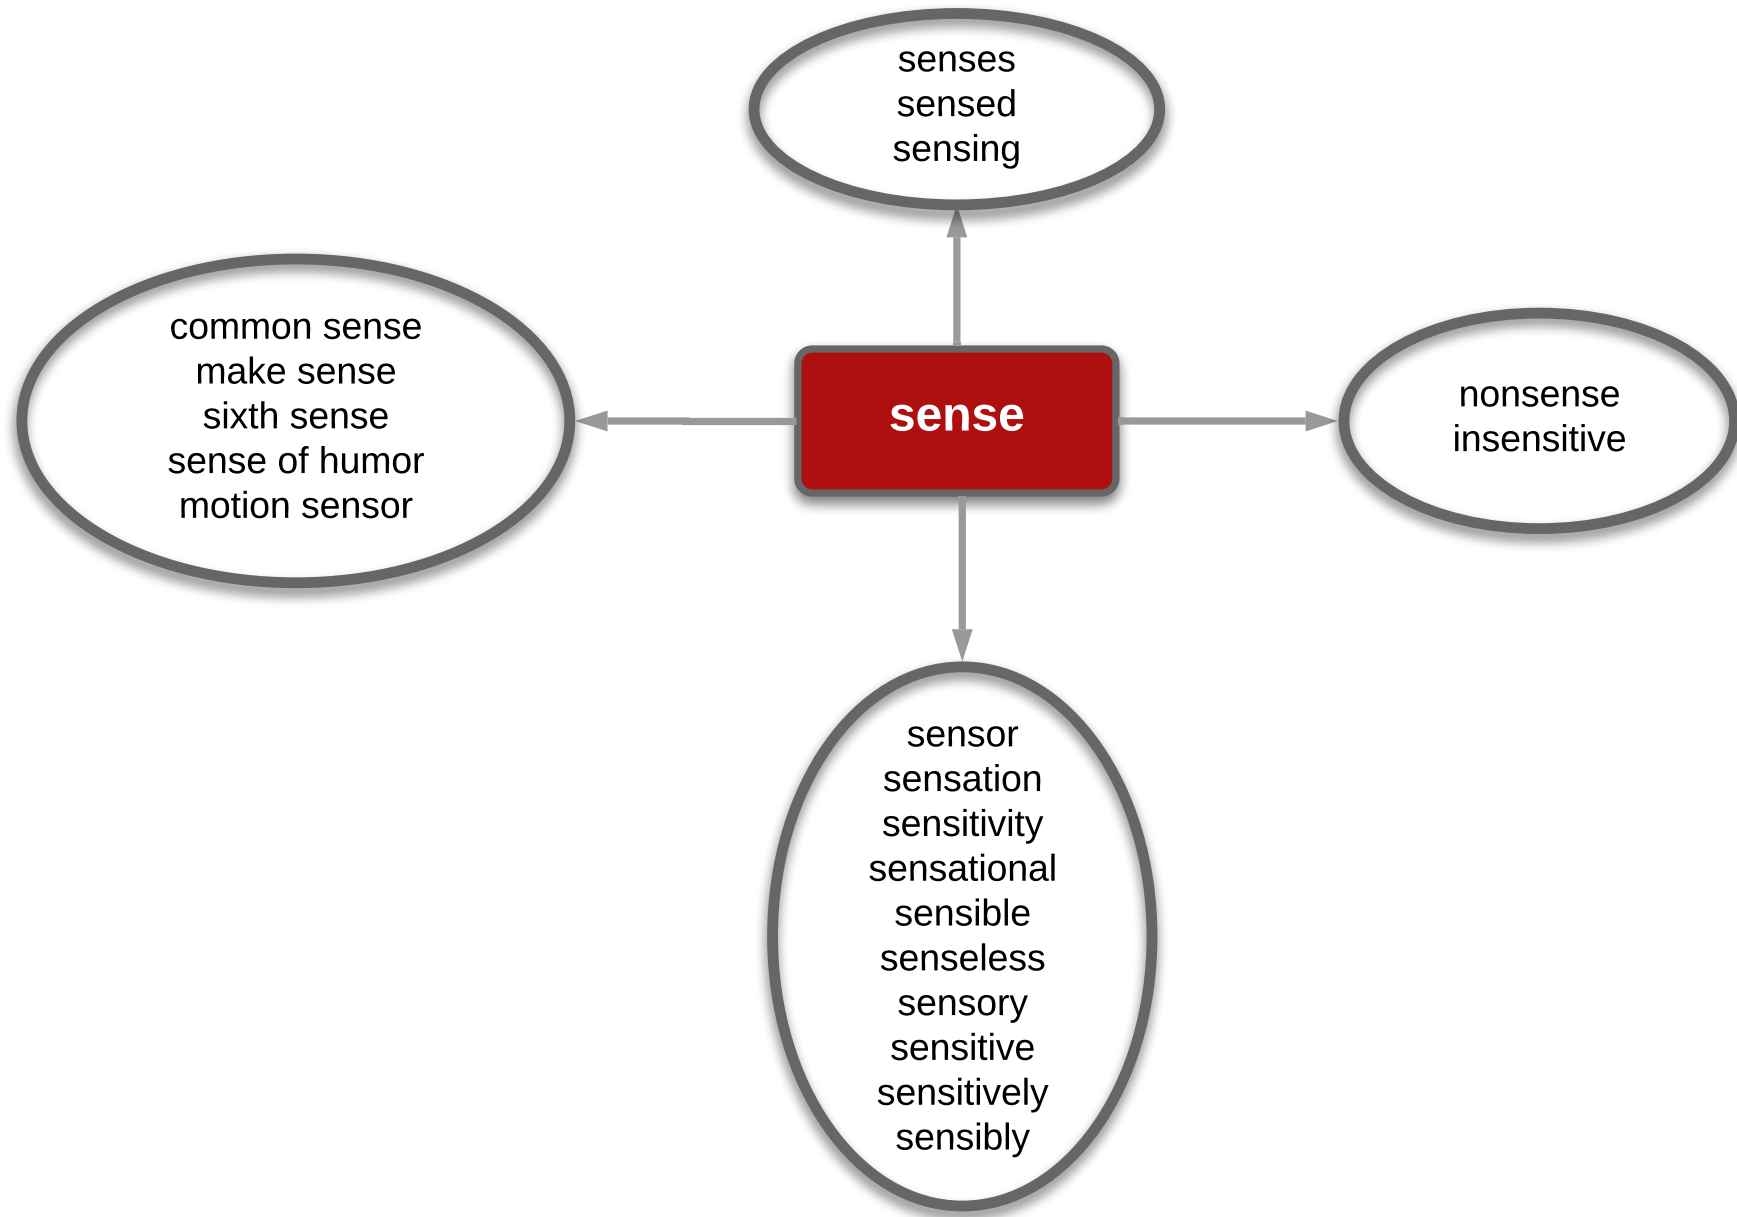 senses
sensed
sensing
common sense
make sense
sixth sense
sense of humor
motion sensor
sense
nonsense
insensitive
sensor
sensation
sensitivity
sensational
sensible
senseless
sensory
sensitive
sensitively
sensibly